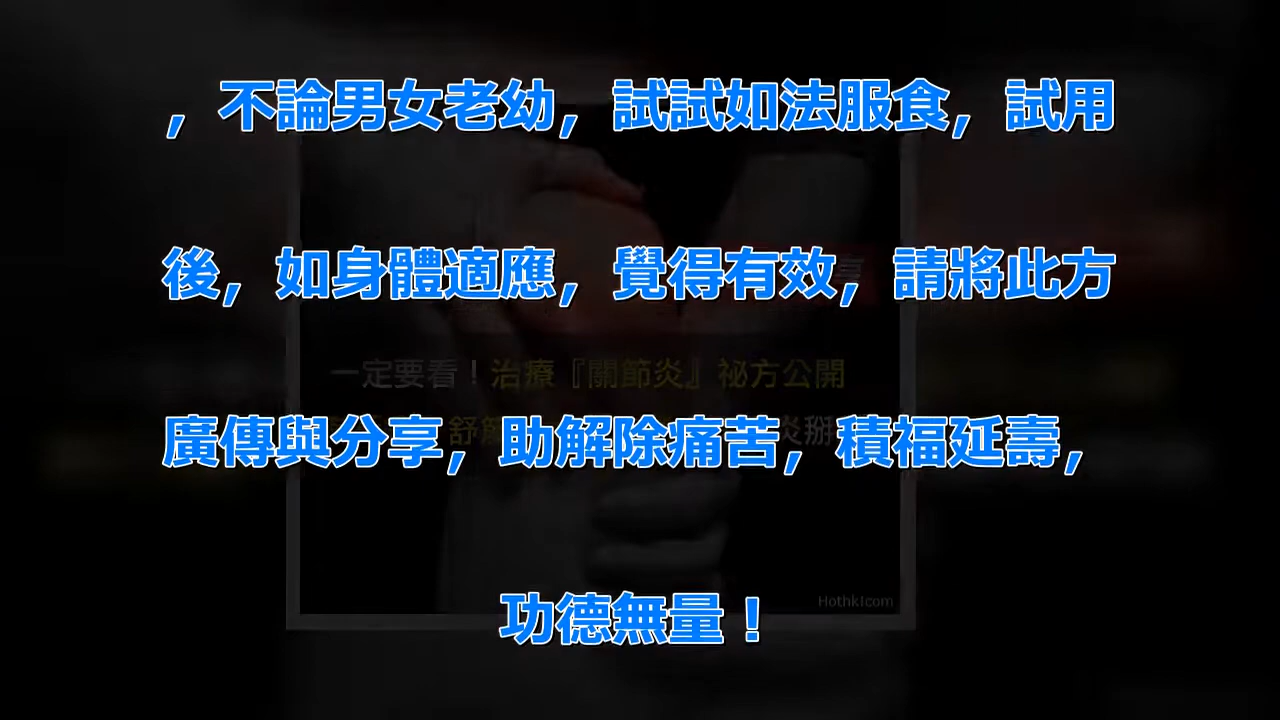 ，不論男女老幼，試試如法服食，試用
後，如身體適應，覺得有效，請將此方
一定要看！治療『關節炎』祕方公開
廣傳與分享，助解除痛苦，積福延壽，
功德無量！
Hothkicom